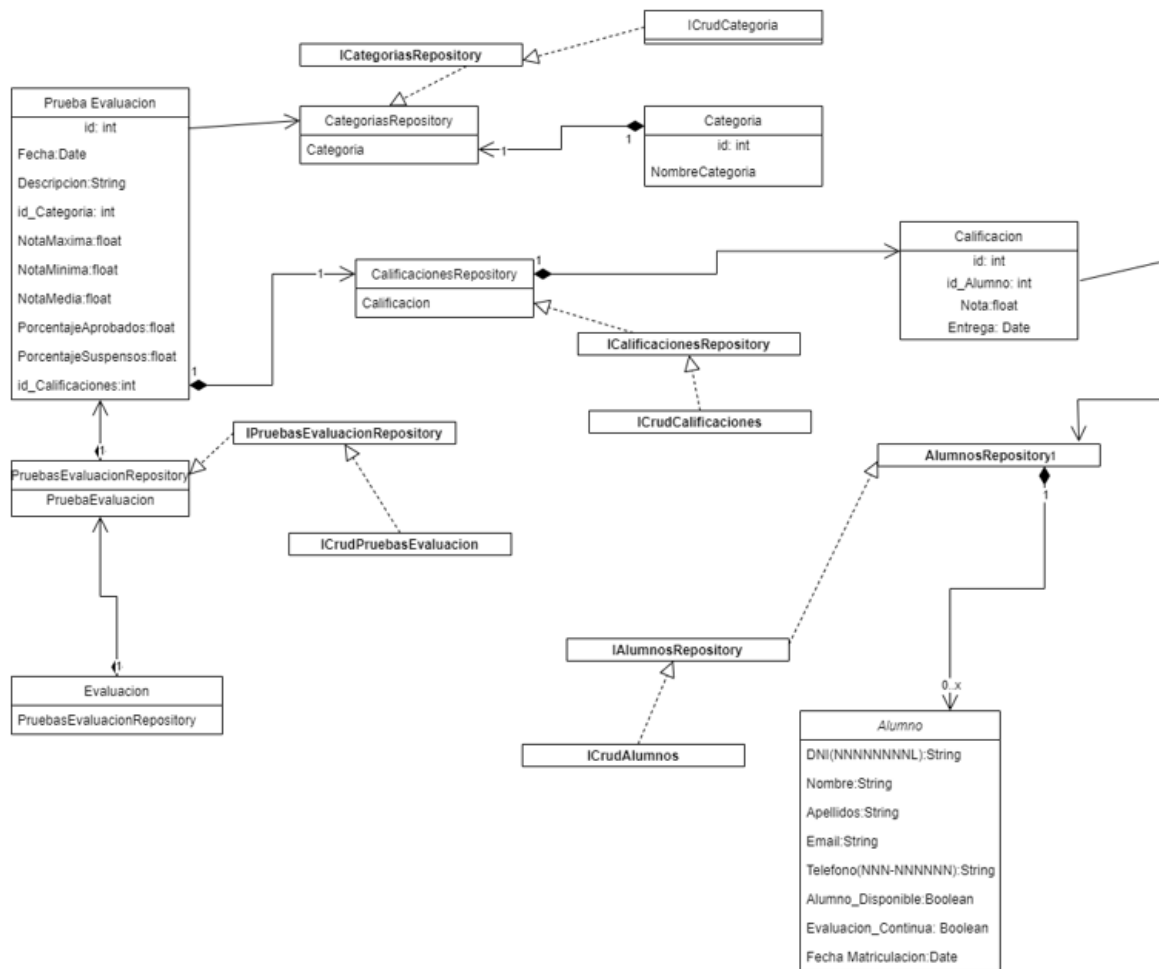 ICrudCategoria
ICategoriasRepository
Prueba Evaluacion
id: int
Fecha:Date
Descripcion:String
id_Categoria: int
NotaMaxima:float
NotaMinima:float
NotaMedia:float
PorcentajeAprobados:float
PorcentajeSuspensos:float
id_Calificaciones:int
CategoriasRepository
Categoria
1
1
Categoria
id: int
NombreCategoria
1
1
CalificacionesRepository
Calificacion
1
Calificacion
id: int
id_Alumno: int
Nota:float
Entrega: Date
ICalificacionesRepository
ICrudCalificaciones
1
IPruebasEvaluacionRepository
PruebasEvaluacionRepository
PruebaEvaluacion
ICrudPruebasEvaluacion
AlumnosRepository1
1
1
Evaluacion
PruebasEvaluacionRepository
IAlumnosRepository
ICrudAlumnos
0..x
Alumno
DNI(NNNNNNNNL):String
Nombre:String
Apellidos:String
Email:String
Telefono(NNN-NNNNNN):String
Alumno_Disponible:Boolean
Evaluacion_Continua: Boolean
Fecha Matriculacion:Date